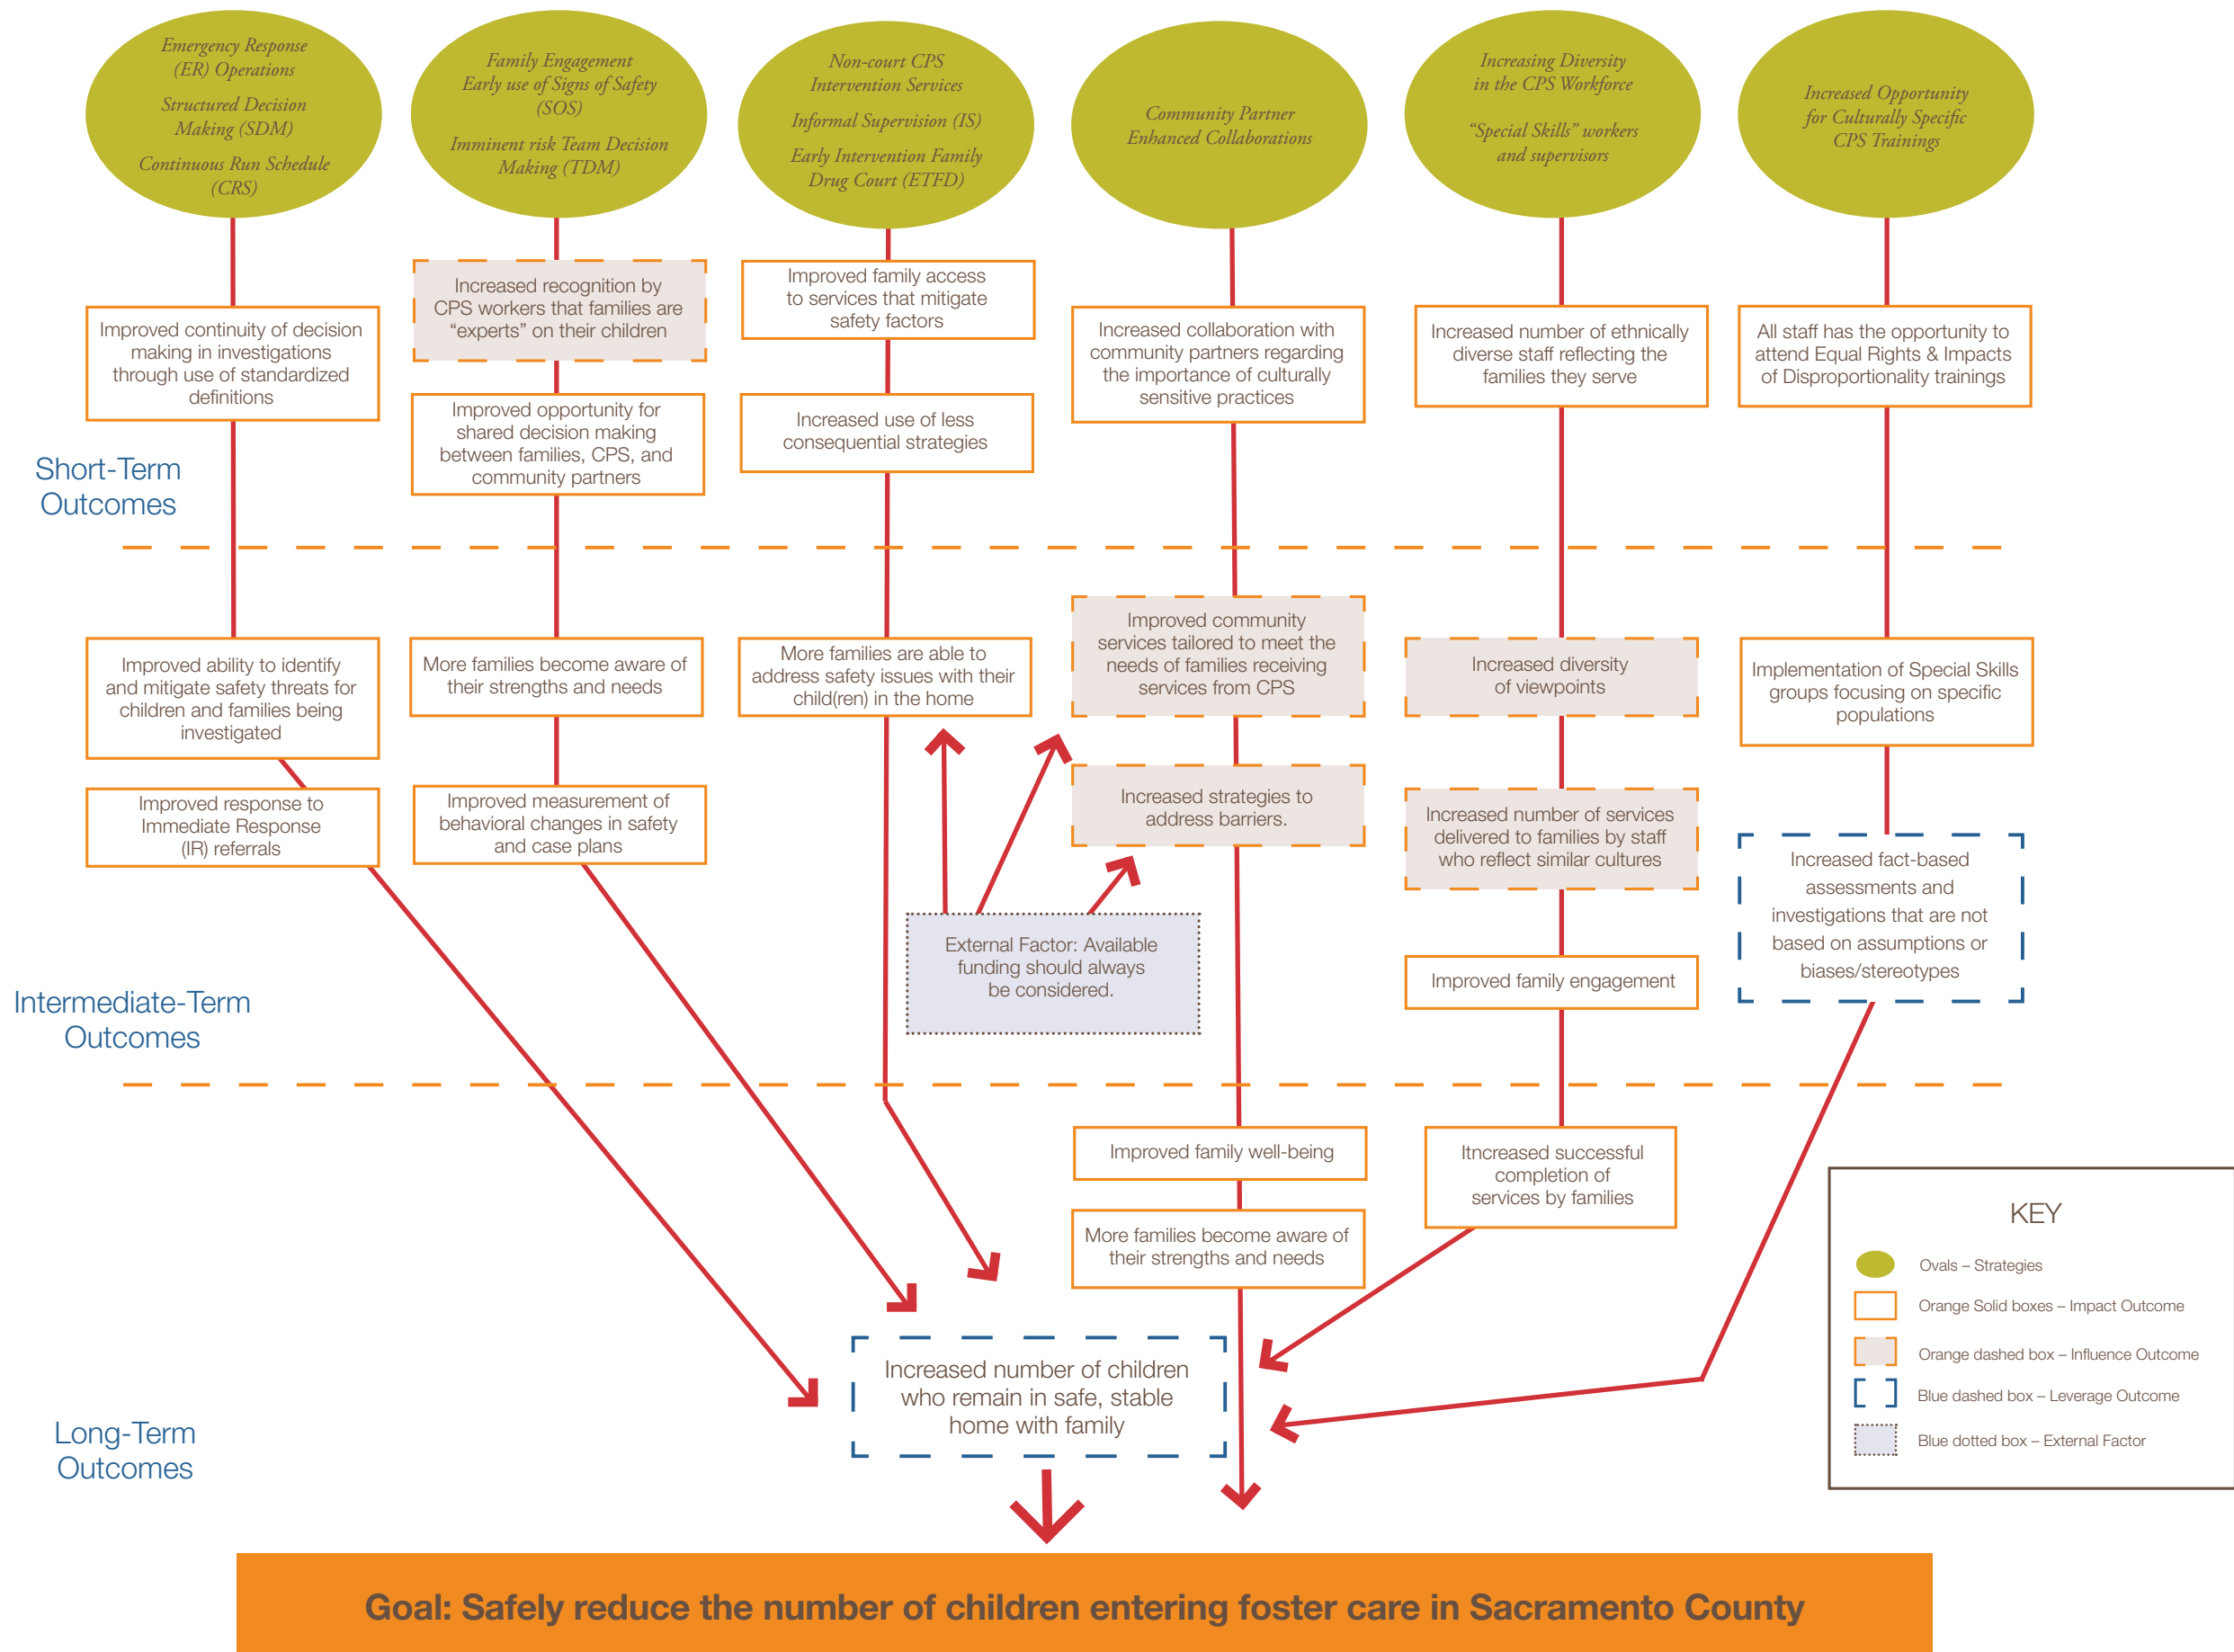 Emergency Response
(ER) Operations
Structured Decision
Making (SDM)
Continuous Run Schedule
(CRS)
Family Engagement
Early use of Signs of Safety
(SOS)
Imminent risk Team Decision
Making (TDM)
Non-court CPS
Intervention Services
Informal Supervision (IS)
Early Intervention Family
Drug Court (ETFD)
Community Partner
Enhanced Collaborations
Increasing Diversity
in the CPS Workforce
“Special Skills” workers
and supervisors
Increased Opportunity
for Culturally Specific
CPS Trainings
Short-Term
Outcomes
Improved continuity of decision
making in investigations
through use of standardized
definitions
Increased recognition by
CPS workers that families are
“experts” on their children
Improved opportunity for
shared decision making
between families, CPS, and
community partners
Improved family access
to services that mitigate
safety factors
Increased use of less
consequential strategies
Increased collaboration with
community partners regarding
the importance of culturally
sensitive practices
Increased number of ethnically
diverse staff reflecting the
families they serve
All staff has the opportunity to
attend Equal Rights & Impacts
of Disproportionality trainings
Intermediate-Term
Outcomes
Improved ability to identify
and mitigate safety threats for
children and families being
investigated
Improved response to
Immediate Response
(IR) referrals
More families become aware of
their strengths and needs
Improved measurement of
behavioral changes in safety
and case plans
More families are able to
address safety issues with their
child(ren) in the home
Improved community
services tailored to meet the
needs of families receiving
services from CPS
Increased strategies to
address barriers.
External Factor: Available
funding should always
be considered.
Increased diversity
of viewpoints
Increased number of services
delivered to families by staff
who reflect similar cultures
Improved family engagement
Implementation of Special Skills
groups focusing on specific
populations
Increased fact-based
assessments and
investigations that are not
based on assumptions or
biases/stereotypes
Long-Term
Outcomes
Improved family well-being
More families become aware of
their strengths and needs
Itncreased successful
completion of
services by families
Increased number of children
who remain in safe, stable
home with family
KEY
Ovals – Strategies
Orange Solid boxes – Impact Outcome
Orange dashed box – Influence Outcome
Blue dashed box – Leverage Outcome
Blue dotted box – External Factor
Goal: Safely reduce the number of children entering foster care in Sacramento County